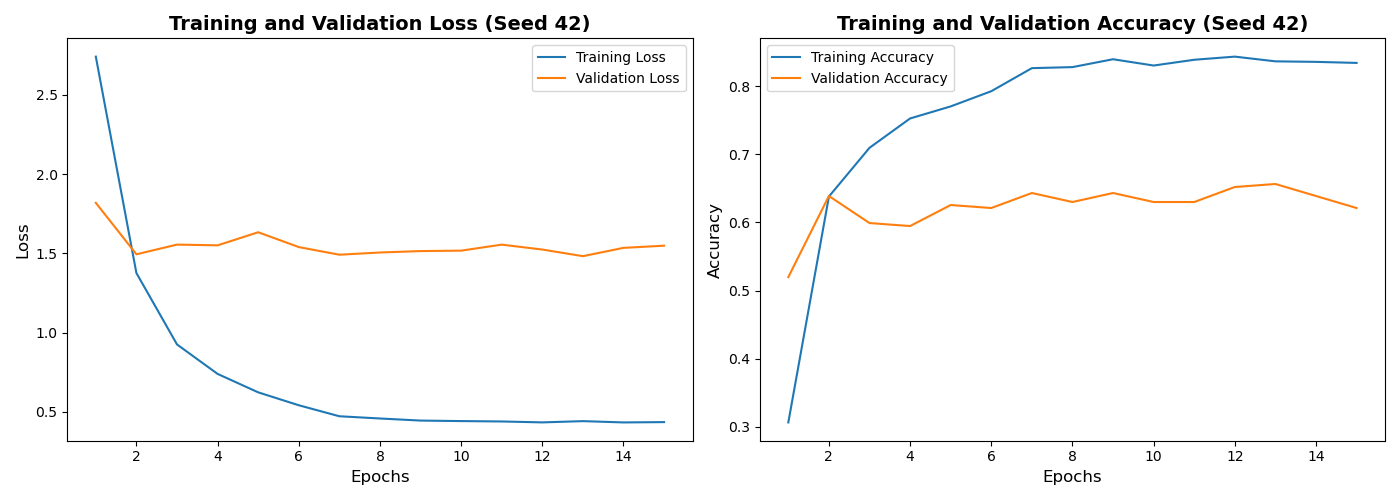 Training and Validation Loss (Seed 42)
Training Loss
Validation Loss
2.5
2.0
1.5
1.0
0.5
Loss
2 4 6 8 10 12 14
Epochs
Training and Validation Accuracy (Seed 42)
Training Accuracy
Validation Accuracy
0.8
0.7
0.6
0.5
0.4
0.3
Accuracy
2 4 6 8 10 12 14
Epochs